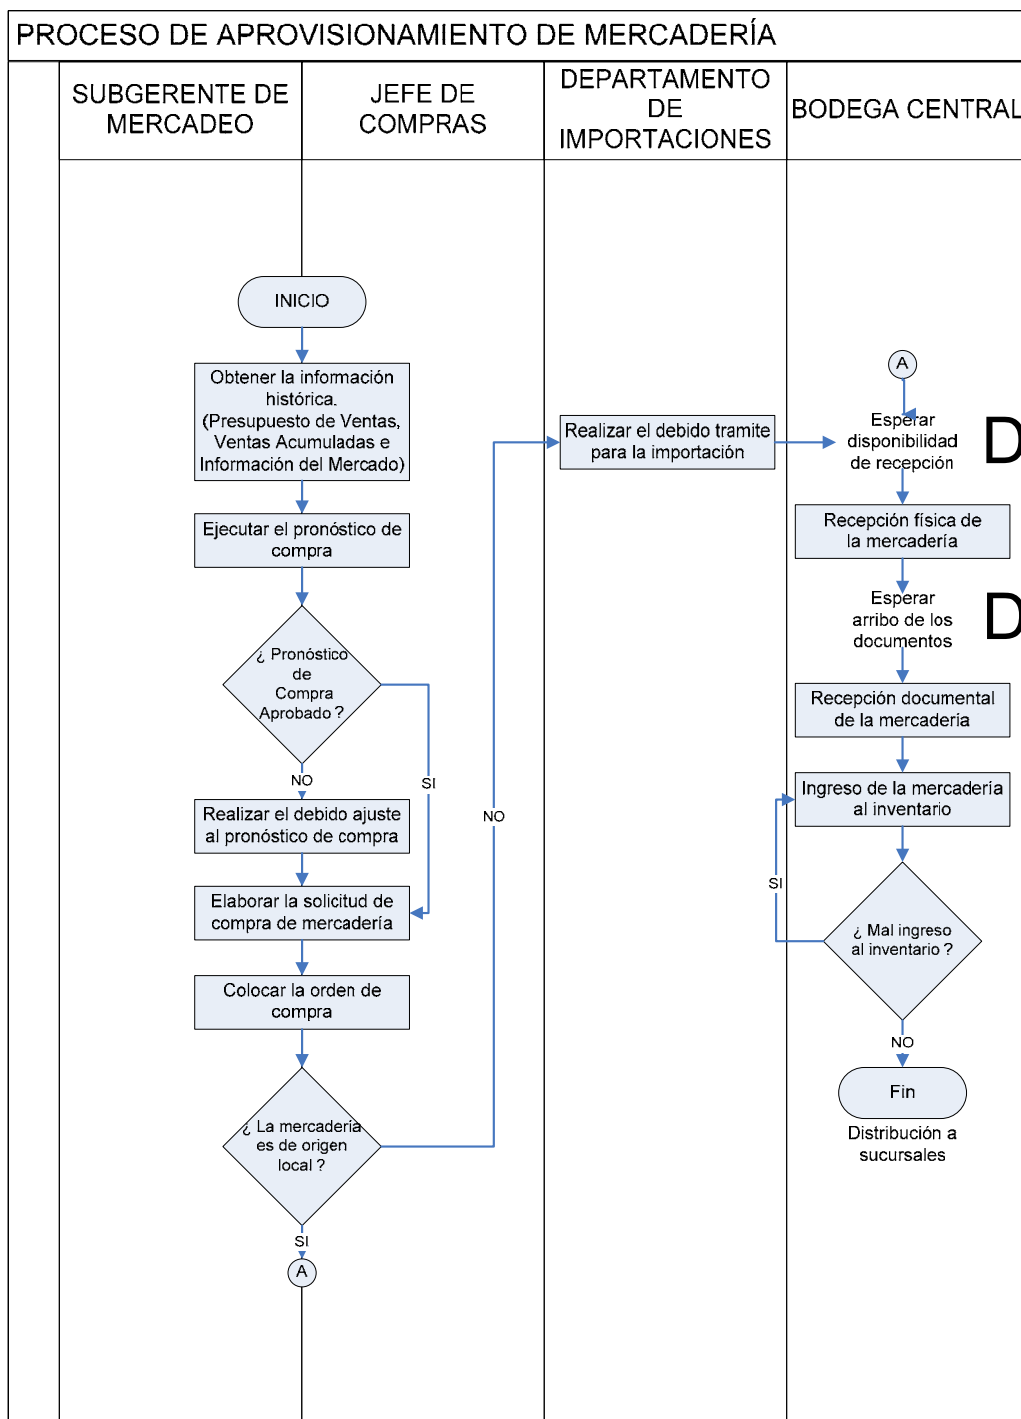 PROCESO DE APROVISIONAMIENTO DE MERCADERÍA
SUBGERENTE DE
MERCADEO
JEFE DE
COMPRAS
DEPARTAMENTO
DE
IMPORTACIONES
BODEGA CENTRAL
INICIO
Obtener la información
histórica.
(Presupuesto de Ventas,
Ventas Acumuladas e
Información del Mercado)
Ejecutar el pronóstico de
compra
¿ Pronóstico
de
Compra
Aprobado ?
NO
SI
Realizar el debido ajuste
al pronóstico de compra
Elaborar la solicitud de
compra de mercadería
Colocar la orden de
compra
¿ La mercadería
es de origen
local ?
SI
A
NO
Realizar el debido tramite
para la importación
A
Esperar
disponibilidad
de recepción
D
Recepción física de
la mercadería
Esperar
arribo de los
documentos
D
Recepción documental
de la mercadería
Ingreso de la mercadería
al inventario
SI
¿ Mal ingreso
al inventario ?
NO
Fin
Distribución a
sucursales